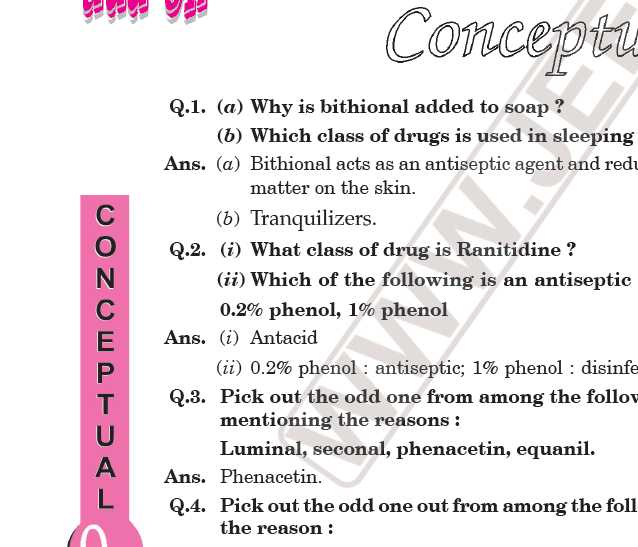 Conceptu
Q.1. (a) Why is bithional added to soap ?
(b) Which class of drugs is used in sleeping
Ans. (a) Bithional acts as an antiseptic agent and redu
matter on the skin.
(b) Tranquilizers.
Q.2. (i) What class of drug is Ranitidine ?
(ii) Which of the following is an antiseptic
0.2% phenol, 1% phenol
Ans. (i) Antacid
(ii) 0.2% phenol : antiseptic; 1% phenol : disinfe
Q.3. Pick out the odd one from among the follow
mentioning the reasons :
Luminal, seconal, phenacetin, equanil.
Ans. Phenacetin.
Q.4. Pick out the odd one out from among the foll
the reason :
CONCEPTUAL
Q
WWW.JEE